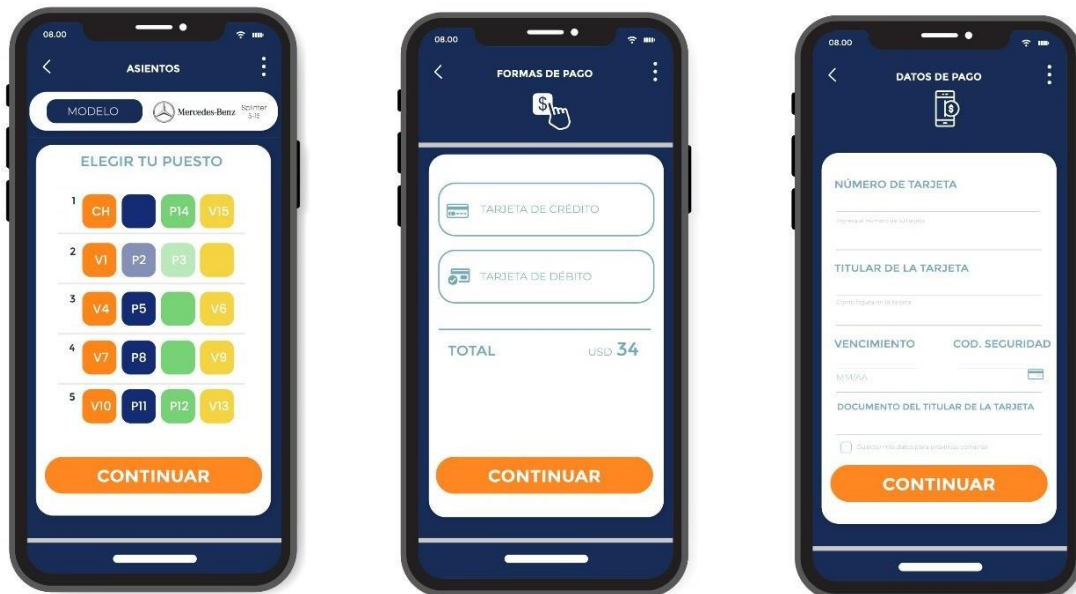 08.00
ASIENTOS
MODELO
Mercedes-Benz
ELEGIR TU PUESTO
1 CH P14 V15
2 V1 P2 P3
3 V4 P5 V6
4 V7 P8 V9
5 V10 P11 P12 V13
CONTINUAR
08.00
FORMAS DE PAGO
$
TARJETA DE CRÉDITO
TARJETA DE DÉBITO
TOTAL USD 34
CONTINUAR
08.00
DATOS DE PAGO
$
NÚMERO DE TARJETA
TITULAR DE LA TARJETA
VENCIMIENTO COD. SEGURIDAD
MM/AA
DOCUMENTO DEL TITULAR DE LA TARJETA
CONTINUAR